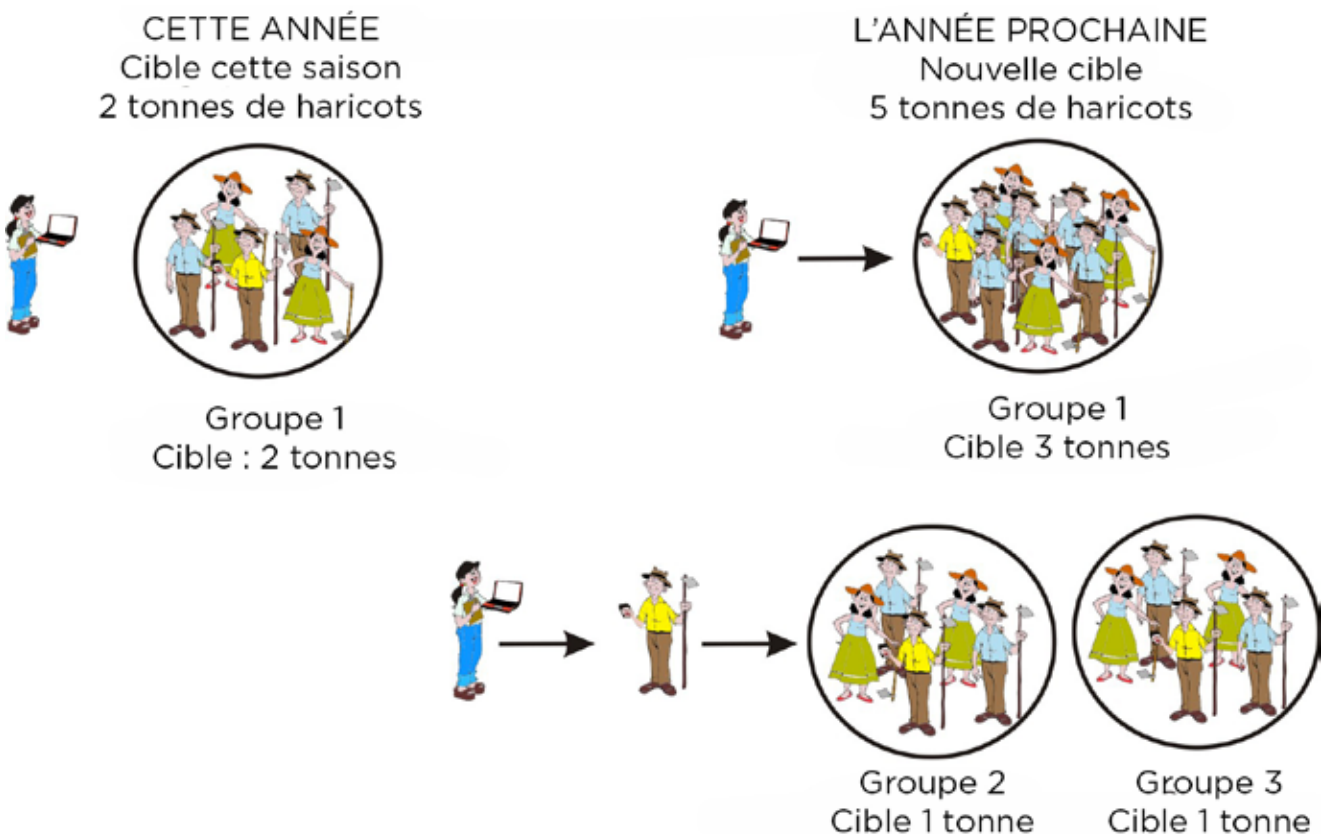 CETTE ANNÉE
Cible cette saison
2 tonnes de haricots
Groupe 1
Cible : 2 tonnes
L'ANNÉE PROCHAINE
Nouvelle cible
5 tonnes de haricots
Groupe 1
Cible 3 tonnes
Groupe 2
Cible 1 tonne
Groupe 3
Cible 1 tonne